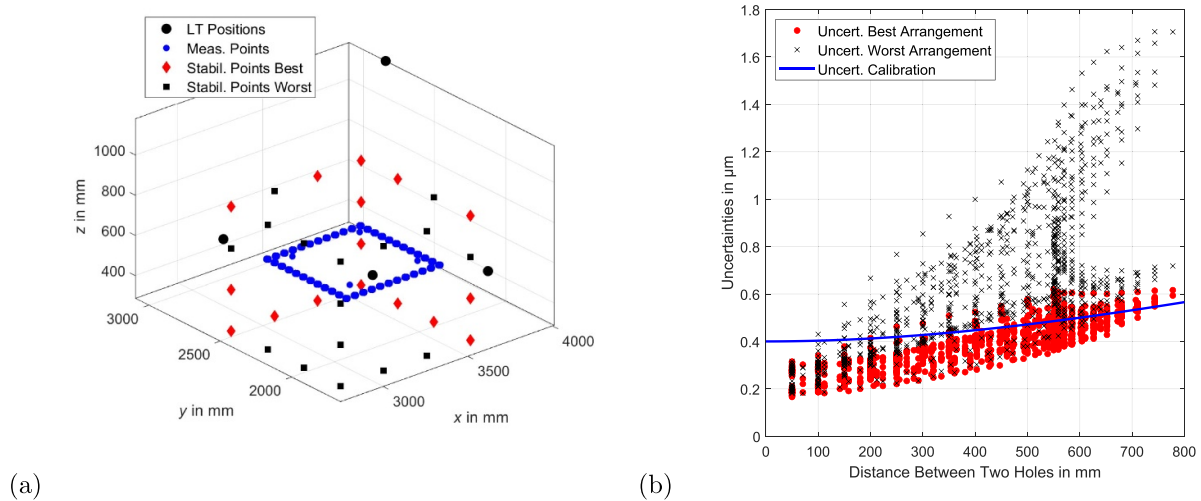 LT Positions
Meas. Points
Stabil. Points Best
Stabil. Points Worst
1000
800
600
400
z in mm
3000
2500
2000
y in mm
3000
3500
4000
x in mm
(a)
1.8
1.6
1.4
1.2
1
0.8
0.6
0.4
0.2
0
Uncertainties in μm
Uncert. Best Arrangement
Uncert. Worst Arrangement
Uncert. Calibration
0 100 200 300 400 500 600 700 800
Distance Between Two Holes in mm
(b)